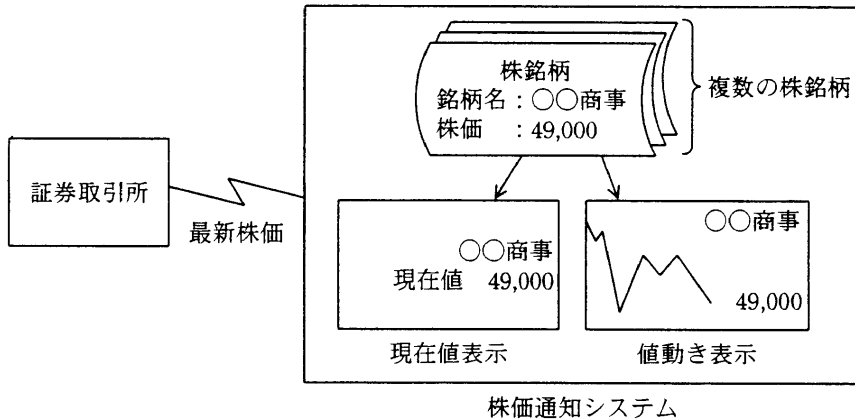 株銘柄
銘柄名:○○商事
株価 :49,000
複数の株銘柄
証券取引所
最新株価
○○商事
現在値 49,000
○○商事
49,000
現在値表示
値動き表示
株価通知システム